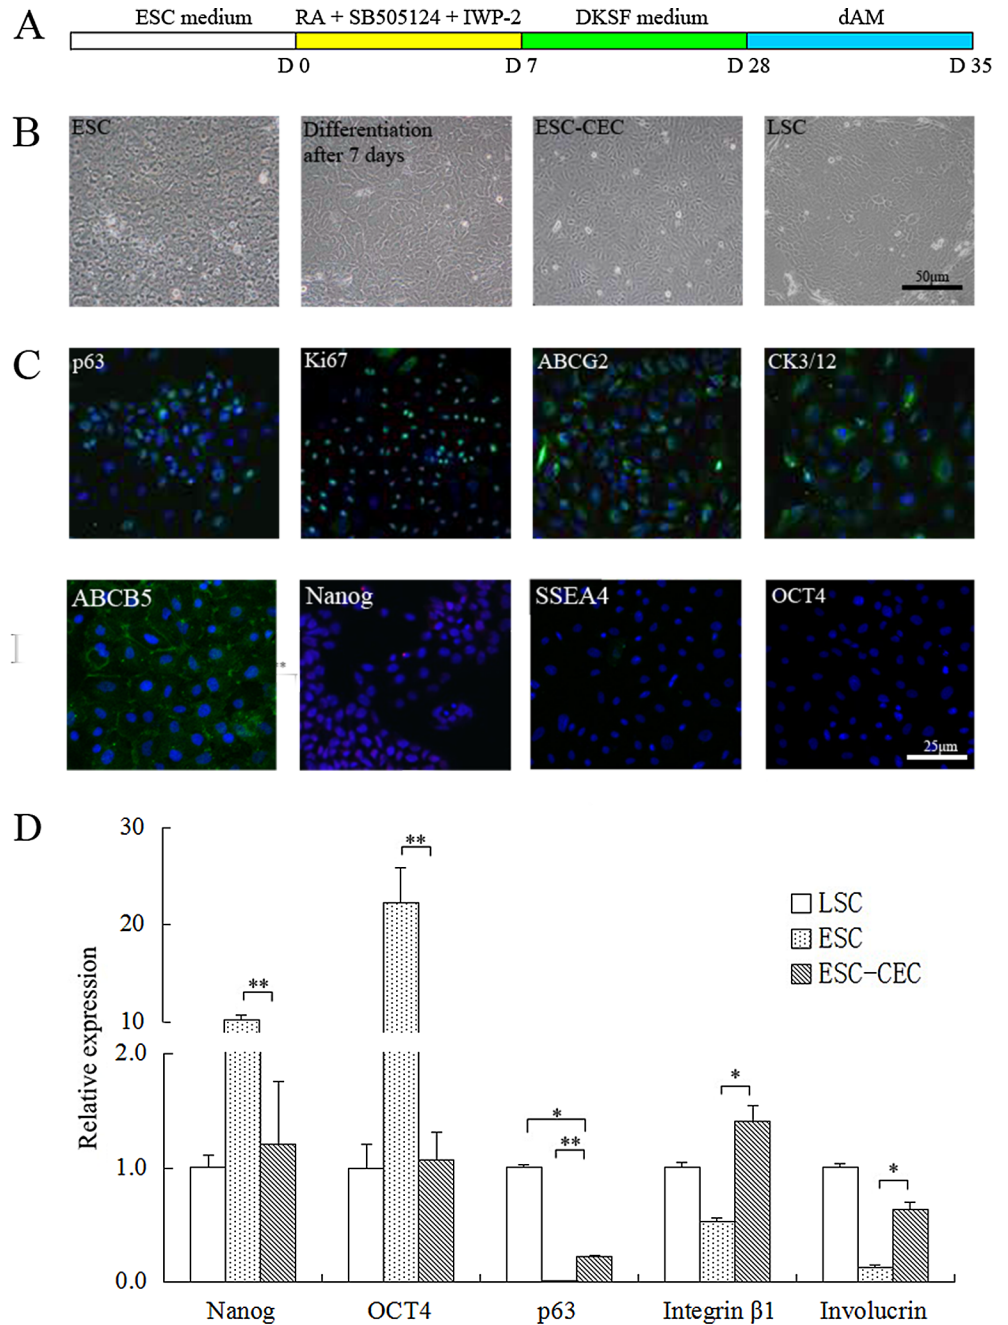 A
ESC medium RA + SB505124 + IWP-2 DKSF medium dAM
D 0 D 7 D 28 D 35
B
ESC Differentiation after 7 days ESC-CEC LSC
50μm
C
p63 Ki67 ABCG2 CK3/12
ABCB5 Nanog SSEA4 OCT4
**
25μm
D
Relative expression
30
20
10
2.0
1.0
0.0
** ** * ** * *
LSC
ESC
ESC-CEC
Nanog OCT4 p63 Integrin β1 Involucrin